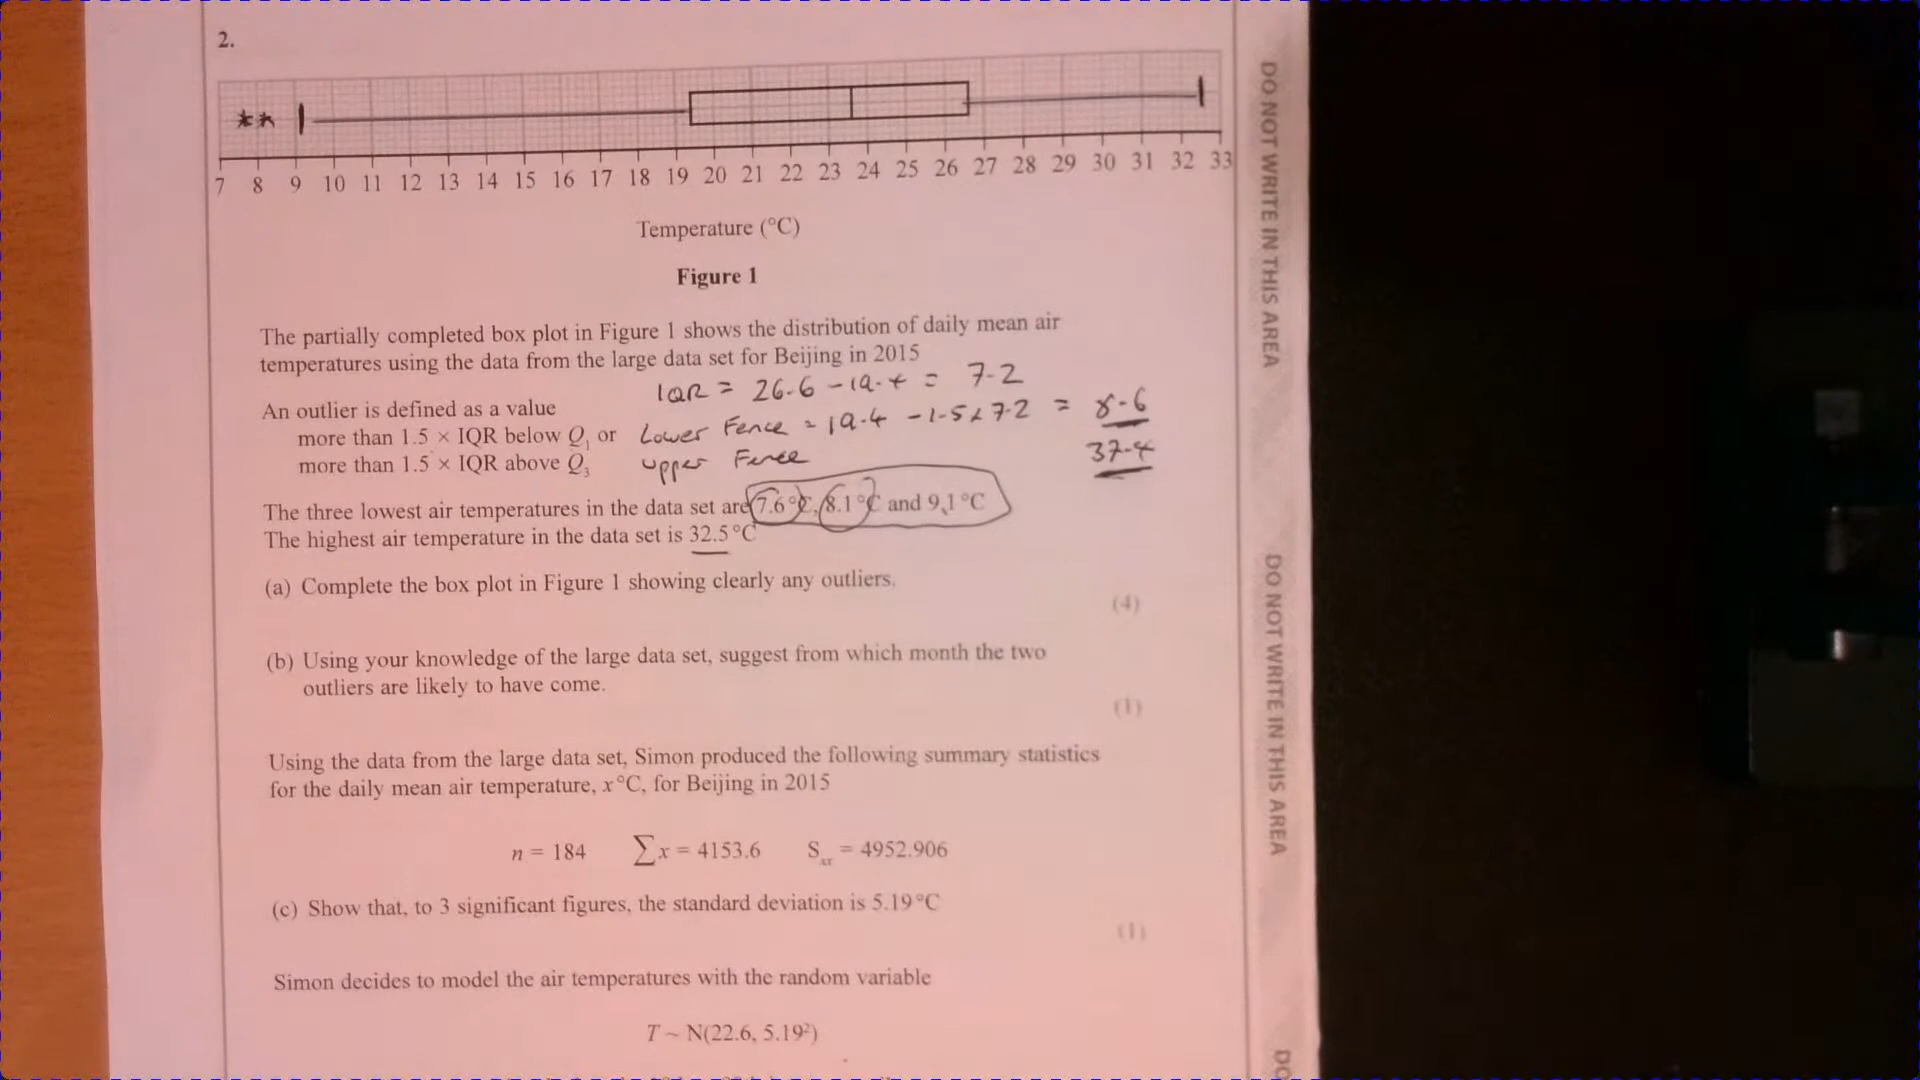 2.
**
7 8 9 10 11 12 13 14 15 16 17 18 19 20 21 22 23 24 25 26 27 28 29 30 31 32 33
Temperature (°C)
Figure 1
The partially completed box plot in Figure 1 shows the distribution of daily mean air
temperatures using the data from the large data set for Beijing in 2015
IQR = 26.6 - 19.4 = 7.2
An outlier is defined as a value
more than 1.5 × IQR below Q₁ or
Lower Fence = 19.4 - 1.5 x 7.2 = 8.6
more than 1.5 × IQR above Q₃
upper Fence 37.4
The three lowest air temperatures in the data set are 7.6 °C, 8.1 °C and 9.1 °C
The highest air temperature in the data set is 32.5 °C
(a) Complete the box plot in Figure 1 showing clearly any outliers.
(4)
(b) Using your knowledge of the large data set, suggest from which month the two
outliers are likely to have come.
(1)
Using the data from the large data set, Simon produced the following summary statistics
for the daily mean air temperature, x °C, for Beijing in 2015
n = 184 ∑x = 4153.6 Sxx = 4952.906
(c) Show that, to 3 significant figures, the standard deviation is 5.19 °C
(1)
Simon decides to model the air temperatures with the random variable
T ~ N(22.6, 5.19²)
DO NOT WRITE IN THIS AREA
DO NOT WRITE IN THIS AREA
DO